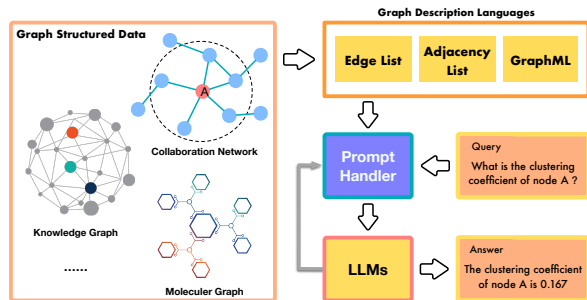 Graph Description Languages
Graph Structured Data
Edge List
Adjacency
List
GraphML
A
Collaboration Network
Prompt
Handler
Query
What is the clustering
coefficient of node A ?
Knowledge Graph
......
Moleculer Graph
LLMs
Answer
The clustering coefficient
of node A is 0.167